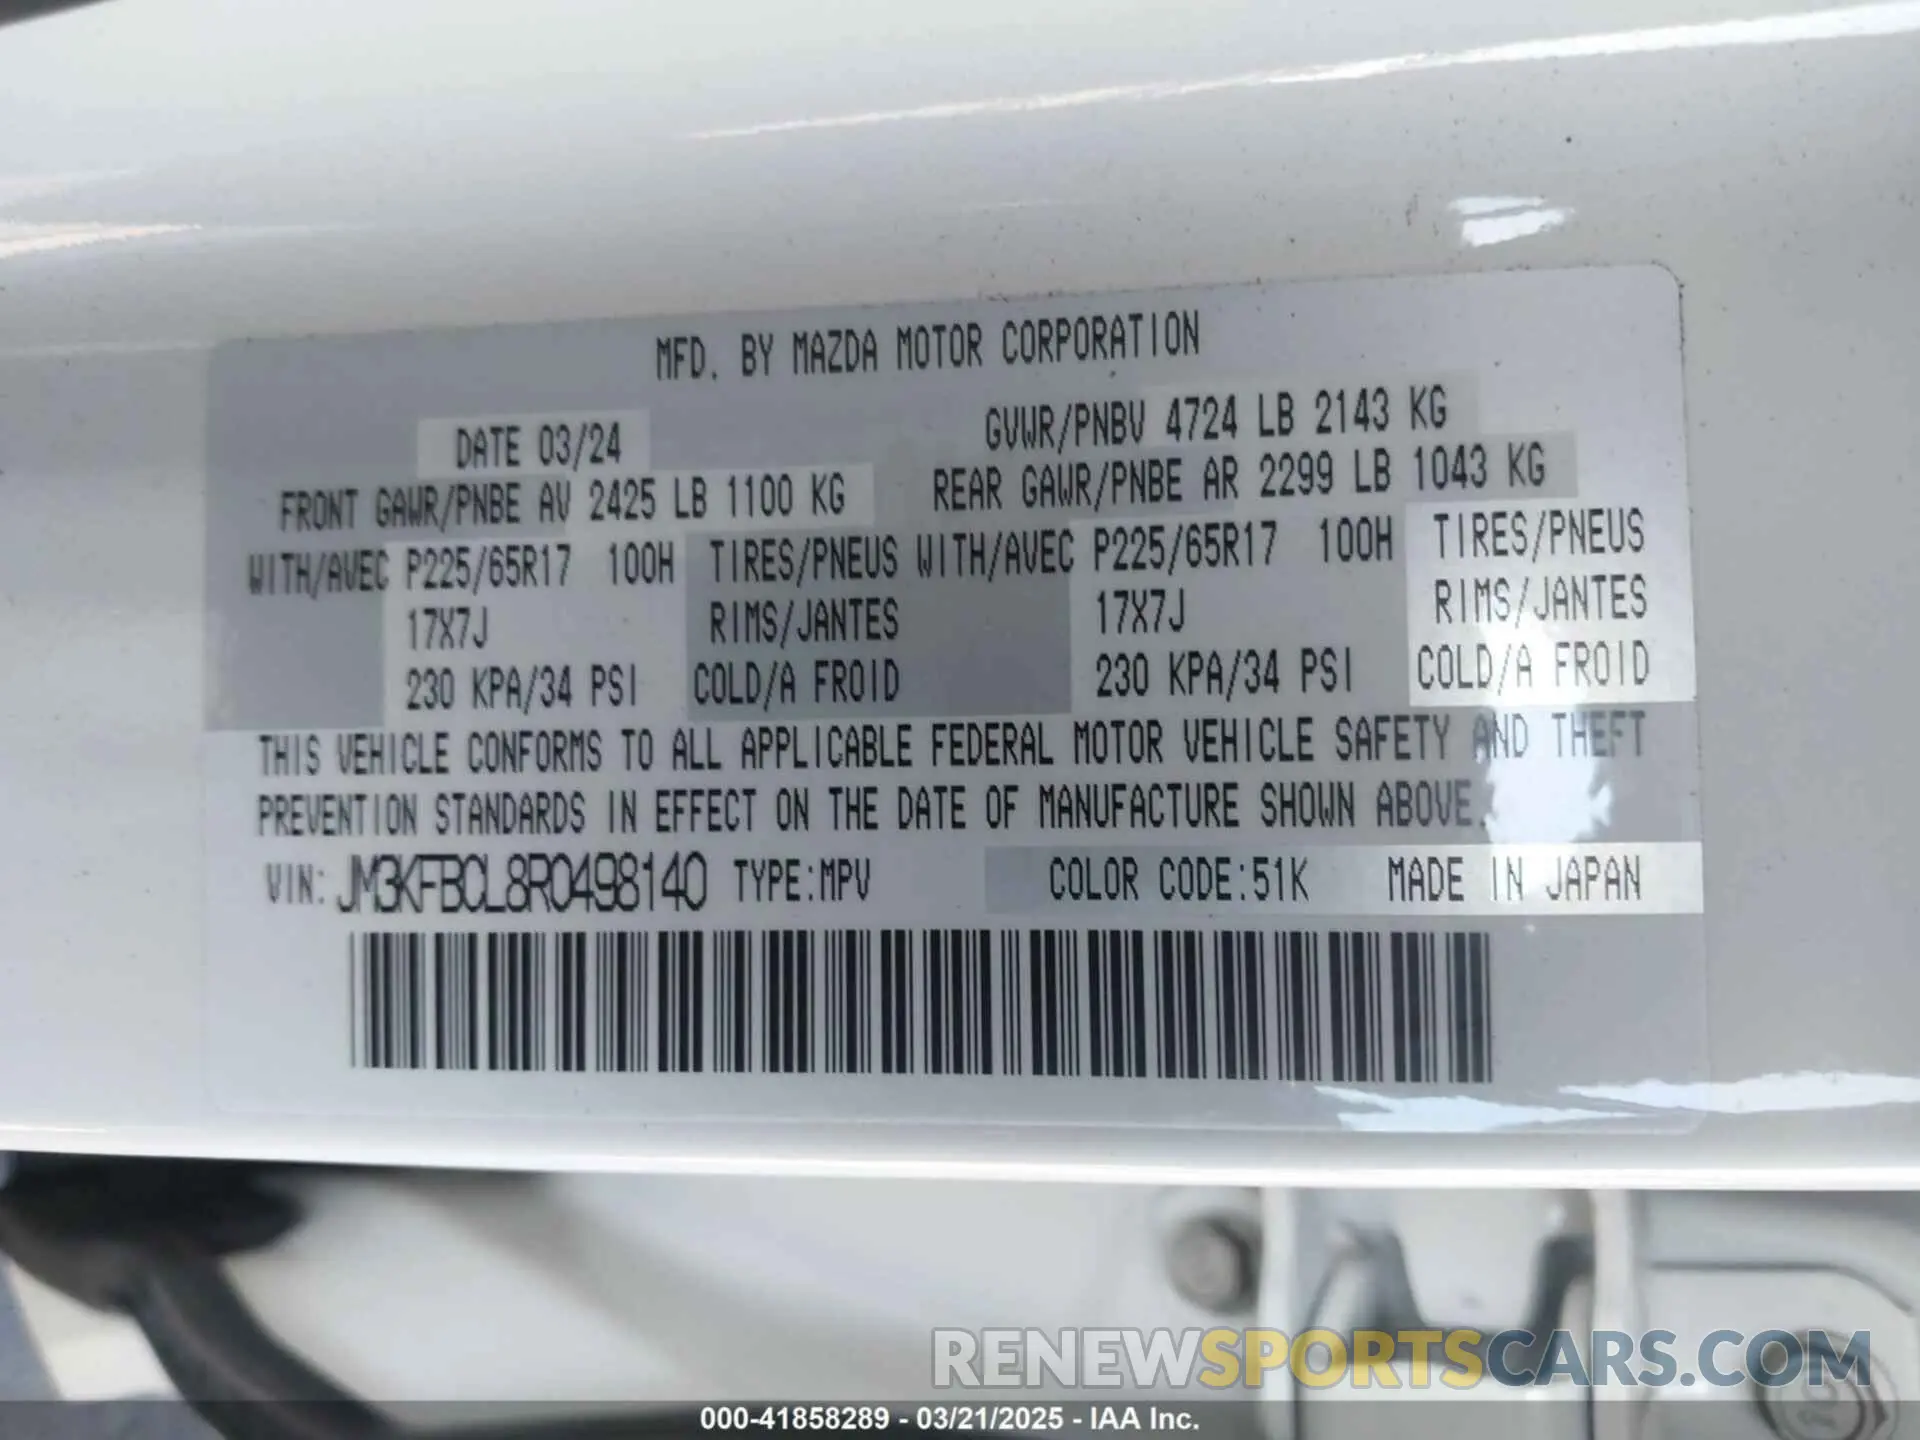 MFD. BY MAZDA MOTOR CORPORATION
DATE 03/24 GVWR/PNBV 4724 LB 2143 KG
FRONT GAWR/PNBE AV 2425 LB 1100 KG REAR GAWR/PNBE AR 2299 LB 1043 KG
WITH/AVEC P225/65R17 100H TIRES/PNEUS WITH/AVEC P225/65R17 100H TIRES/PNEUS
17X7J RIMS/JANTES 17X7J RIMS/JANTES
230 KPA/34 PSI COLD/A FROID 230 KPA/34 PSI COLD/A FROID
THIS VEHICLE CONFORMS TO ALL APPLICABLE FEDERAL MOTOR VEHICLE SAFETY AND THEFT
PREVENTION STANDARDS IN EFFECT ON THE DATE OF MANUFACTURE SHOWN ABOVE.
VIN: JM3KFBCL8R0498140 TYPE:MPV COLOR CODE:51K MADE IN JAPAN
RENEWSPORTSCARS.COM
000-41858289 - 03/21/2025 - IAA Inc.